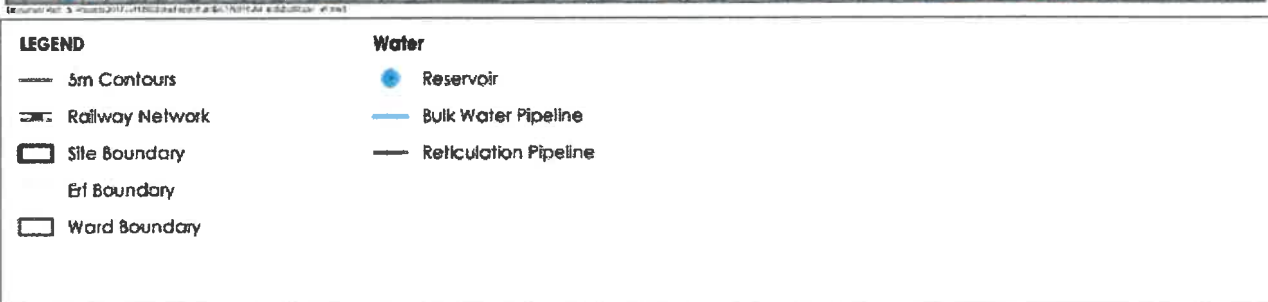 LEGEND
5m Contours
Railway Network
Site Boundary
Erf Boundary
Ward Boundary
Water
Reservoir
Bulk Water Pipeline
Reticulation Pipeline